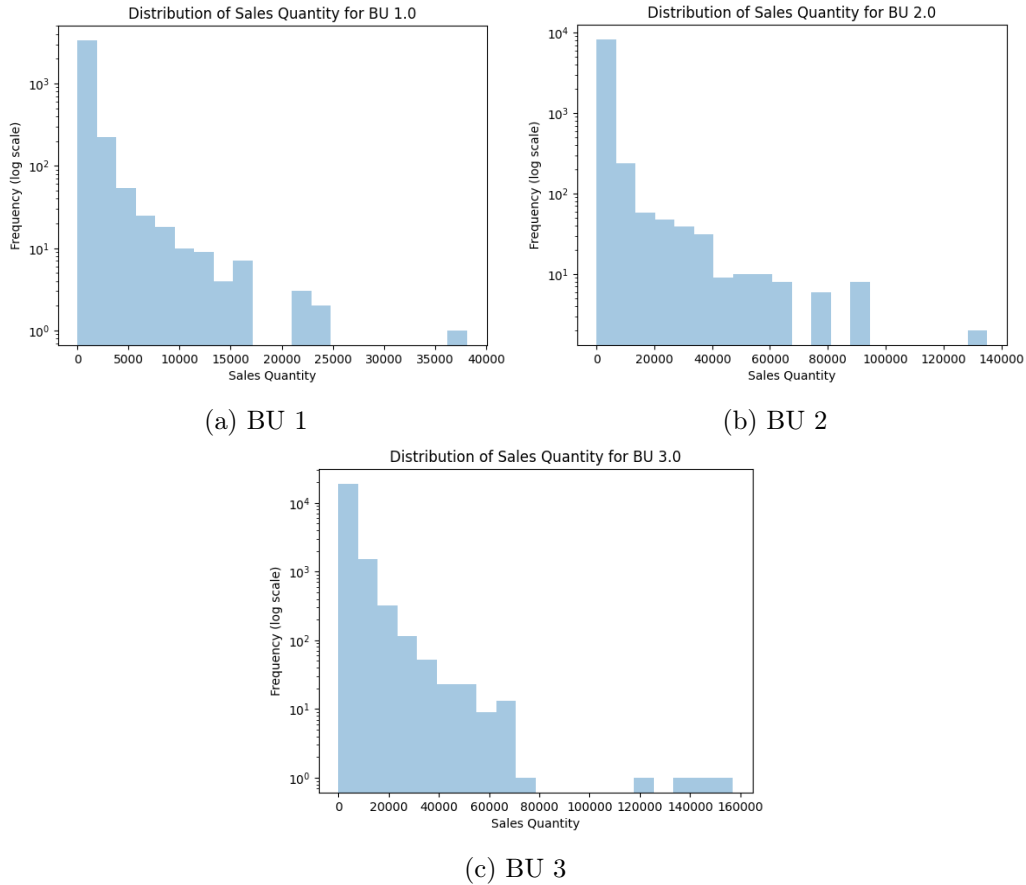 Distribution of Sales Quantity for BU 1.0
Frequency (log scale)
10³
10²
10¹
10⁰
0 5000 10000 15000 20000 25000 30000 35000 40000
Sales Quantity
(a) BU 1
Distribution of Sales Quantity for BU 2.0
Frequency (log scale)
10⁴
10³
10²
10¹
0 20000 40000 60000 80000 100000 120000 140000
Sales Quantity
(b) BU 2
Distribution of Sales Quantity for BU 3.0
Frequency (log scale)
10⁴
10³
10²
10¹
10⁰
0 20000 40000 60000 80000 100000 120000 140000 160000
Sales Quantity
(c) BU 3